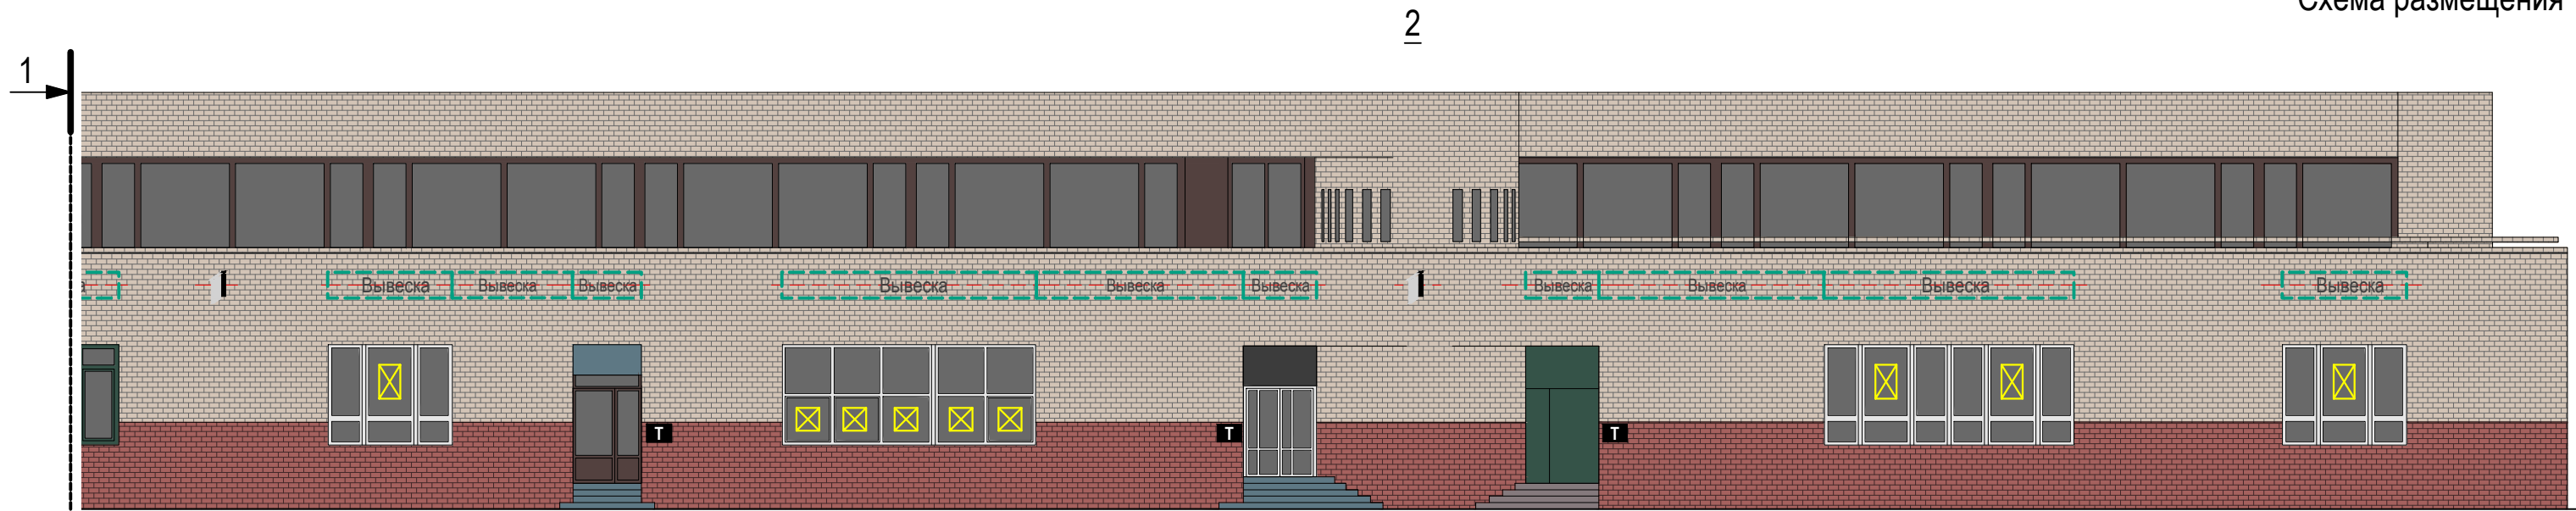 Схема размещения
2
1
а Вывеска Вывеска Вывеска Вывеска Вывеска Вывеска Вывеска Вывеска Вывеска Вывеска
Т Т Т